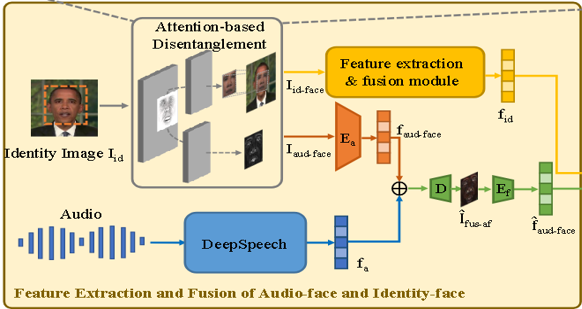 Attention-based
Disentanglement
Identity Image I_id
I_id-face
Feature extraction
& fusion module
f_id
I_aud-face
E_a
f_aud-face
D
Î_fus-af
E_f
f̂_aud-face
Audio
DeepSpeech
f_a
Feature Extraction and Fusion of Audio-face and Identity-face